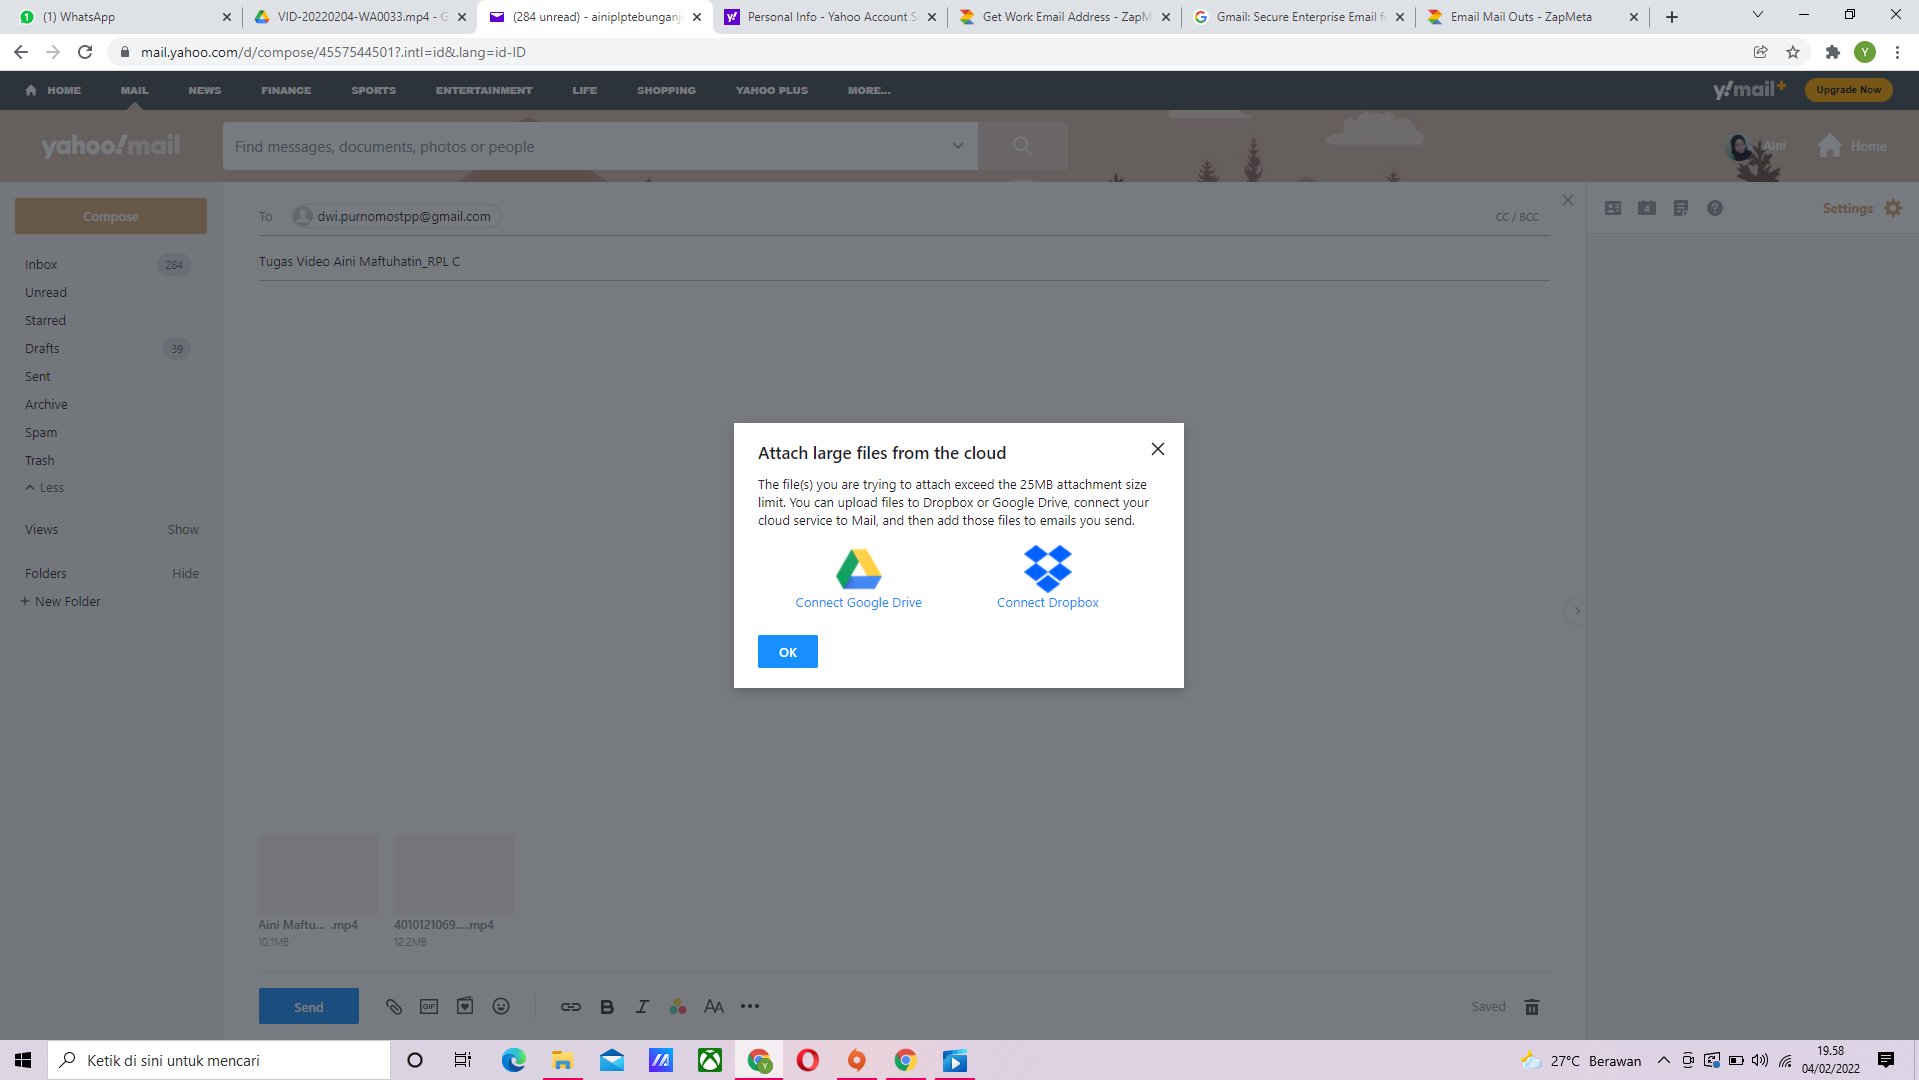 (1) WhatsApp
VID-20220204-WA0033.mp4 - G
(284 unread) - ainiplptebunganj
Personal Info - Yahoo Account S
Get Work Email Address - ZapM
Gmail: Secure Enterprise Email f
Email Mail Outs - ZapMeta
mail.yahoo.com/d/compose/4557544501?.intl=id&.lang=id-ID
Y
HOME MAIL NEWS FINANCE SPORTS ENTERTAINMENT LIFE SHOPPING YAHOO PLUS MORE...
y!mail+
Upgrade Now
yahoo!mail
Find messages, documents, photos or people
Aini
Home
Compose
To dwi.purnomostpp@gmail.com
CC / BCC
4
Settings
Tugas Video Aini Maftuhatin_RPL C
Inbox 284
Unread
Starred
Drafts 39
Sent
Archive
Spam
Trash
Less
Views Show
Folders Hide
+ New Folder
Attach large files from the cloud
The file(s) you are trying to attach exceed the 25MB attachment size
limit. You can upload files to Dropbox or Google Drive, connect your
cloud service to Mail, and then add those files to emails you send.
Connect Google Drive
Connect Dropbox
OK
Aini Maftu... .mp4
10.1MB
4010121069....mp4
12.2MB
Send
GIF
B I AA
Saved
Ketik di sini untuk mencari
27°C Berawan
19.58
04/02/2022